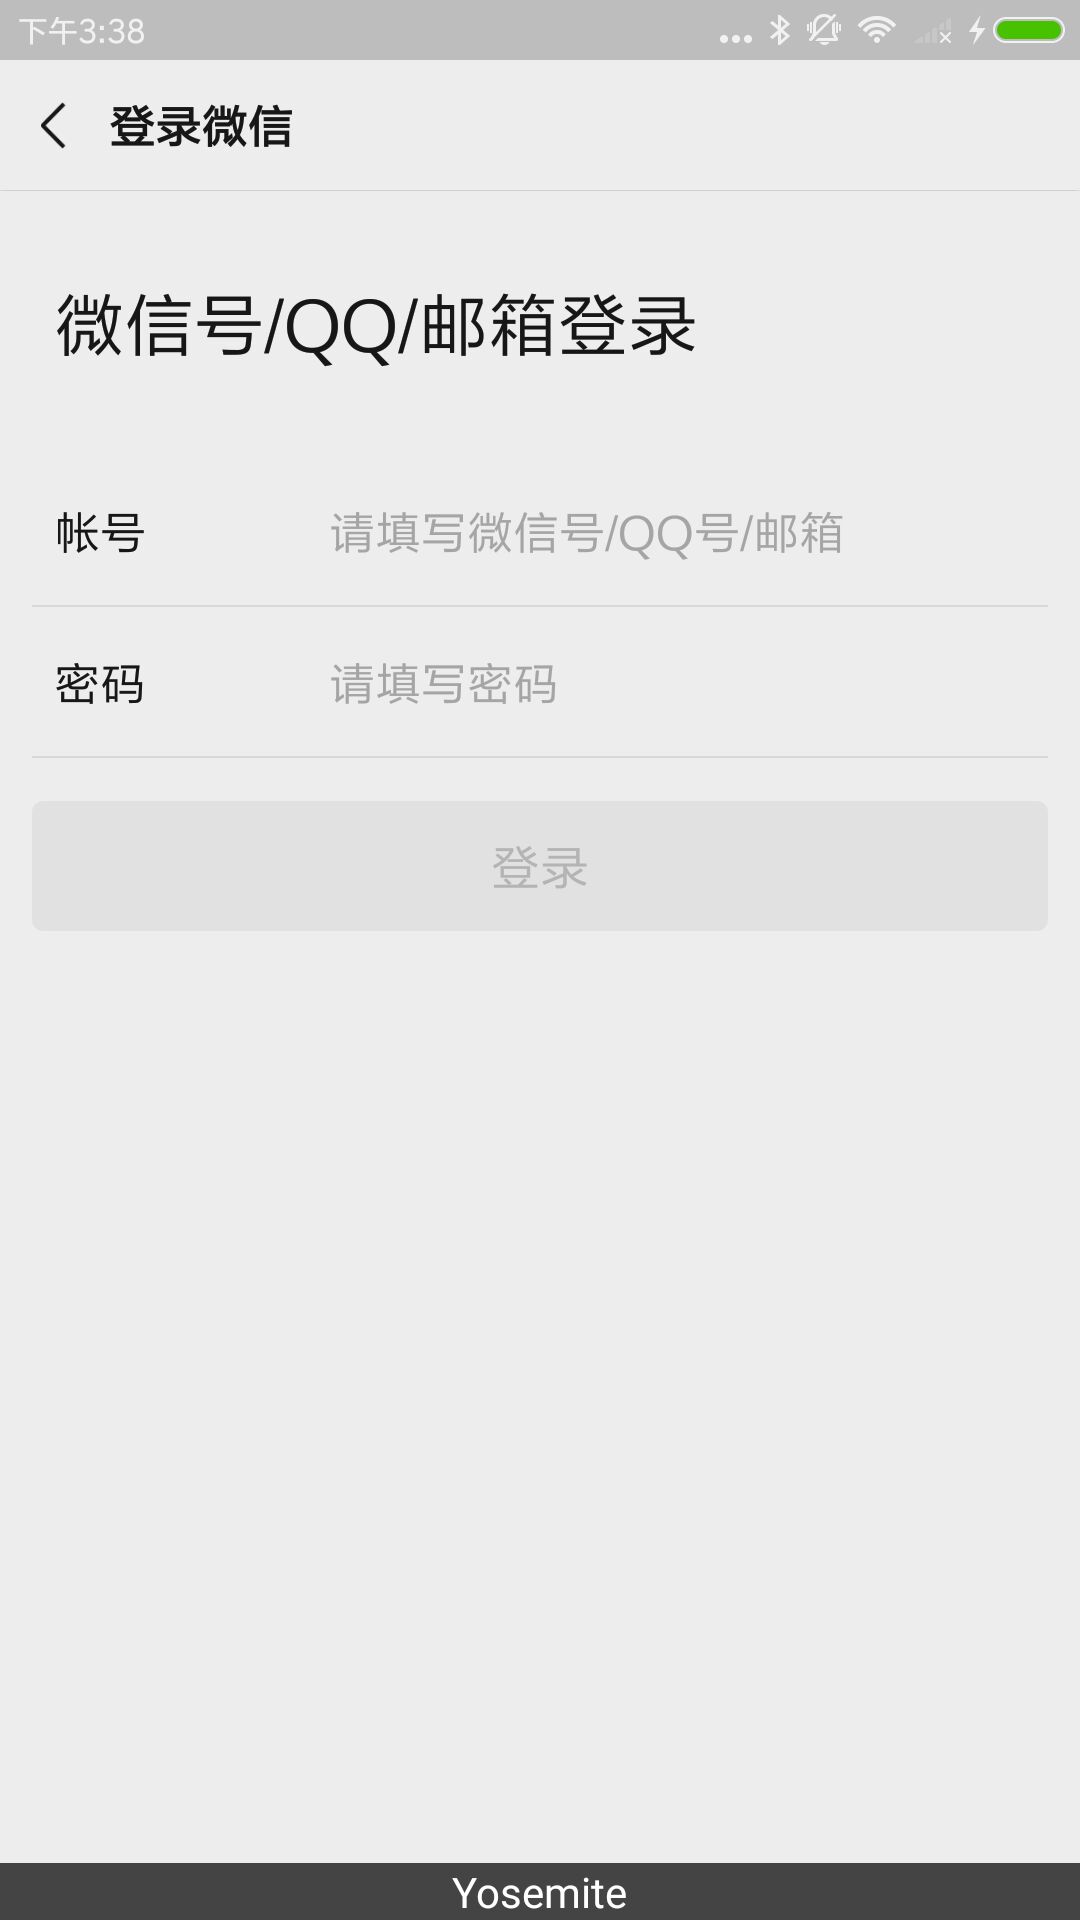 下午3:38
登录微信
微信号/QQ/邮箱登录
帐号 请填写微信号/QQ号/邮箱
密码 请填写密码
登录
Yosemite